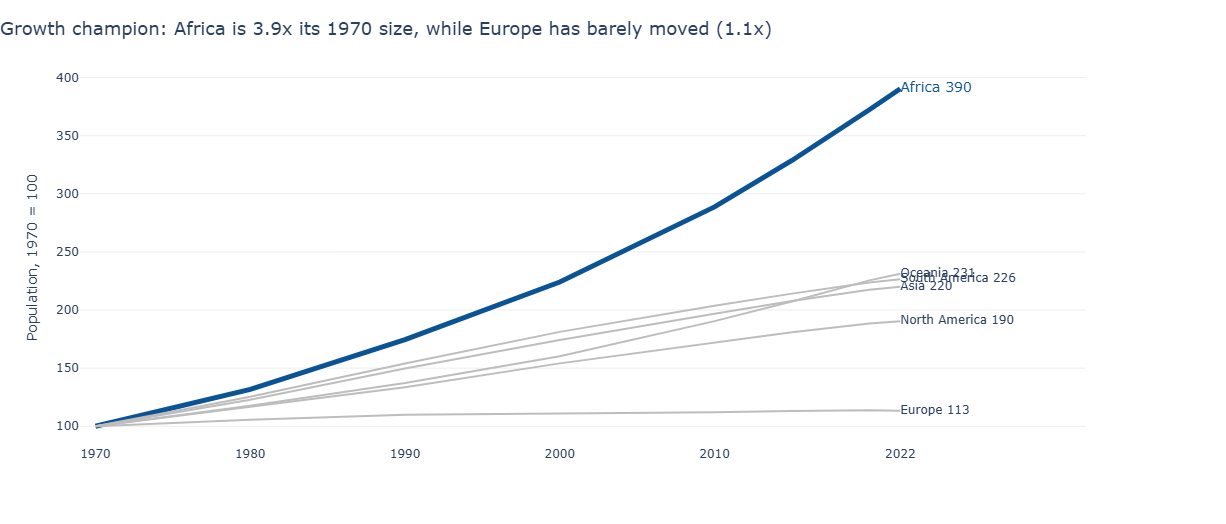 Growth champion: Africa is 3.9x its 1970 size, while Europe has barely moved (1.1x)
400
350
300
250
200
150
100
Population, 1970 = 100
Africa 390
Oceania 231
South America 226
Asia 220
North America 190
Europe 113
1970
1980
1990
2000
2010
2022